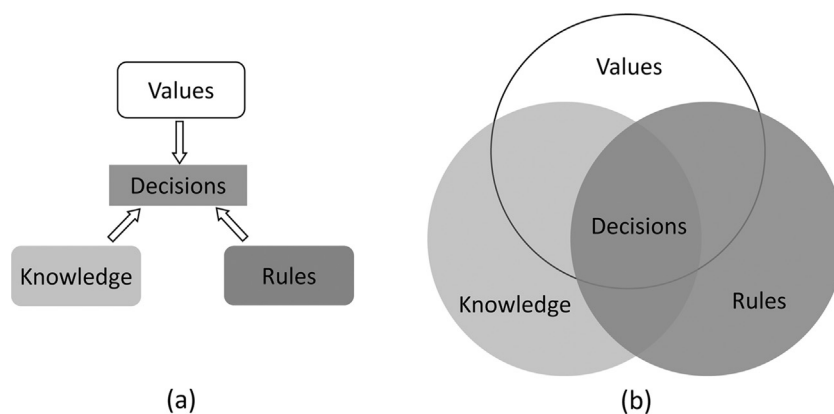 Values
Decisions
Knowledge
Rules
(a)
Values
Decisions
Knowledge
Rules
(b)